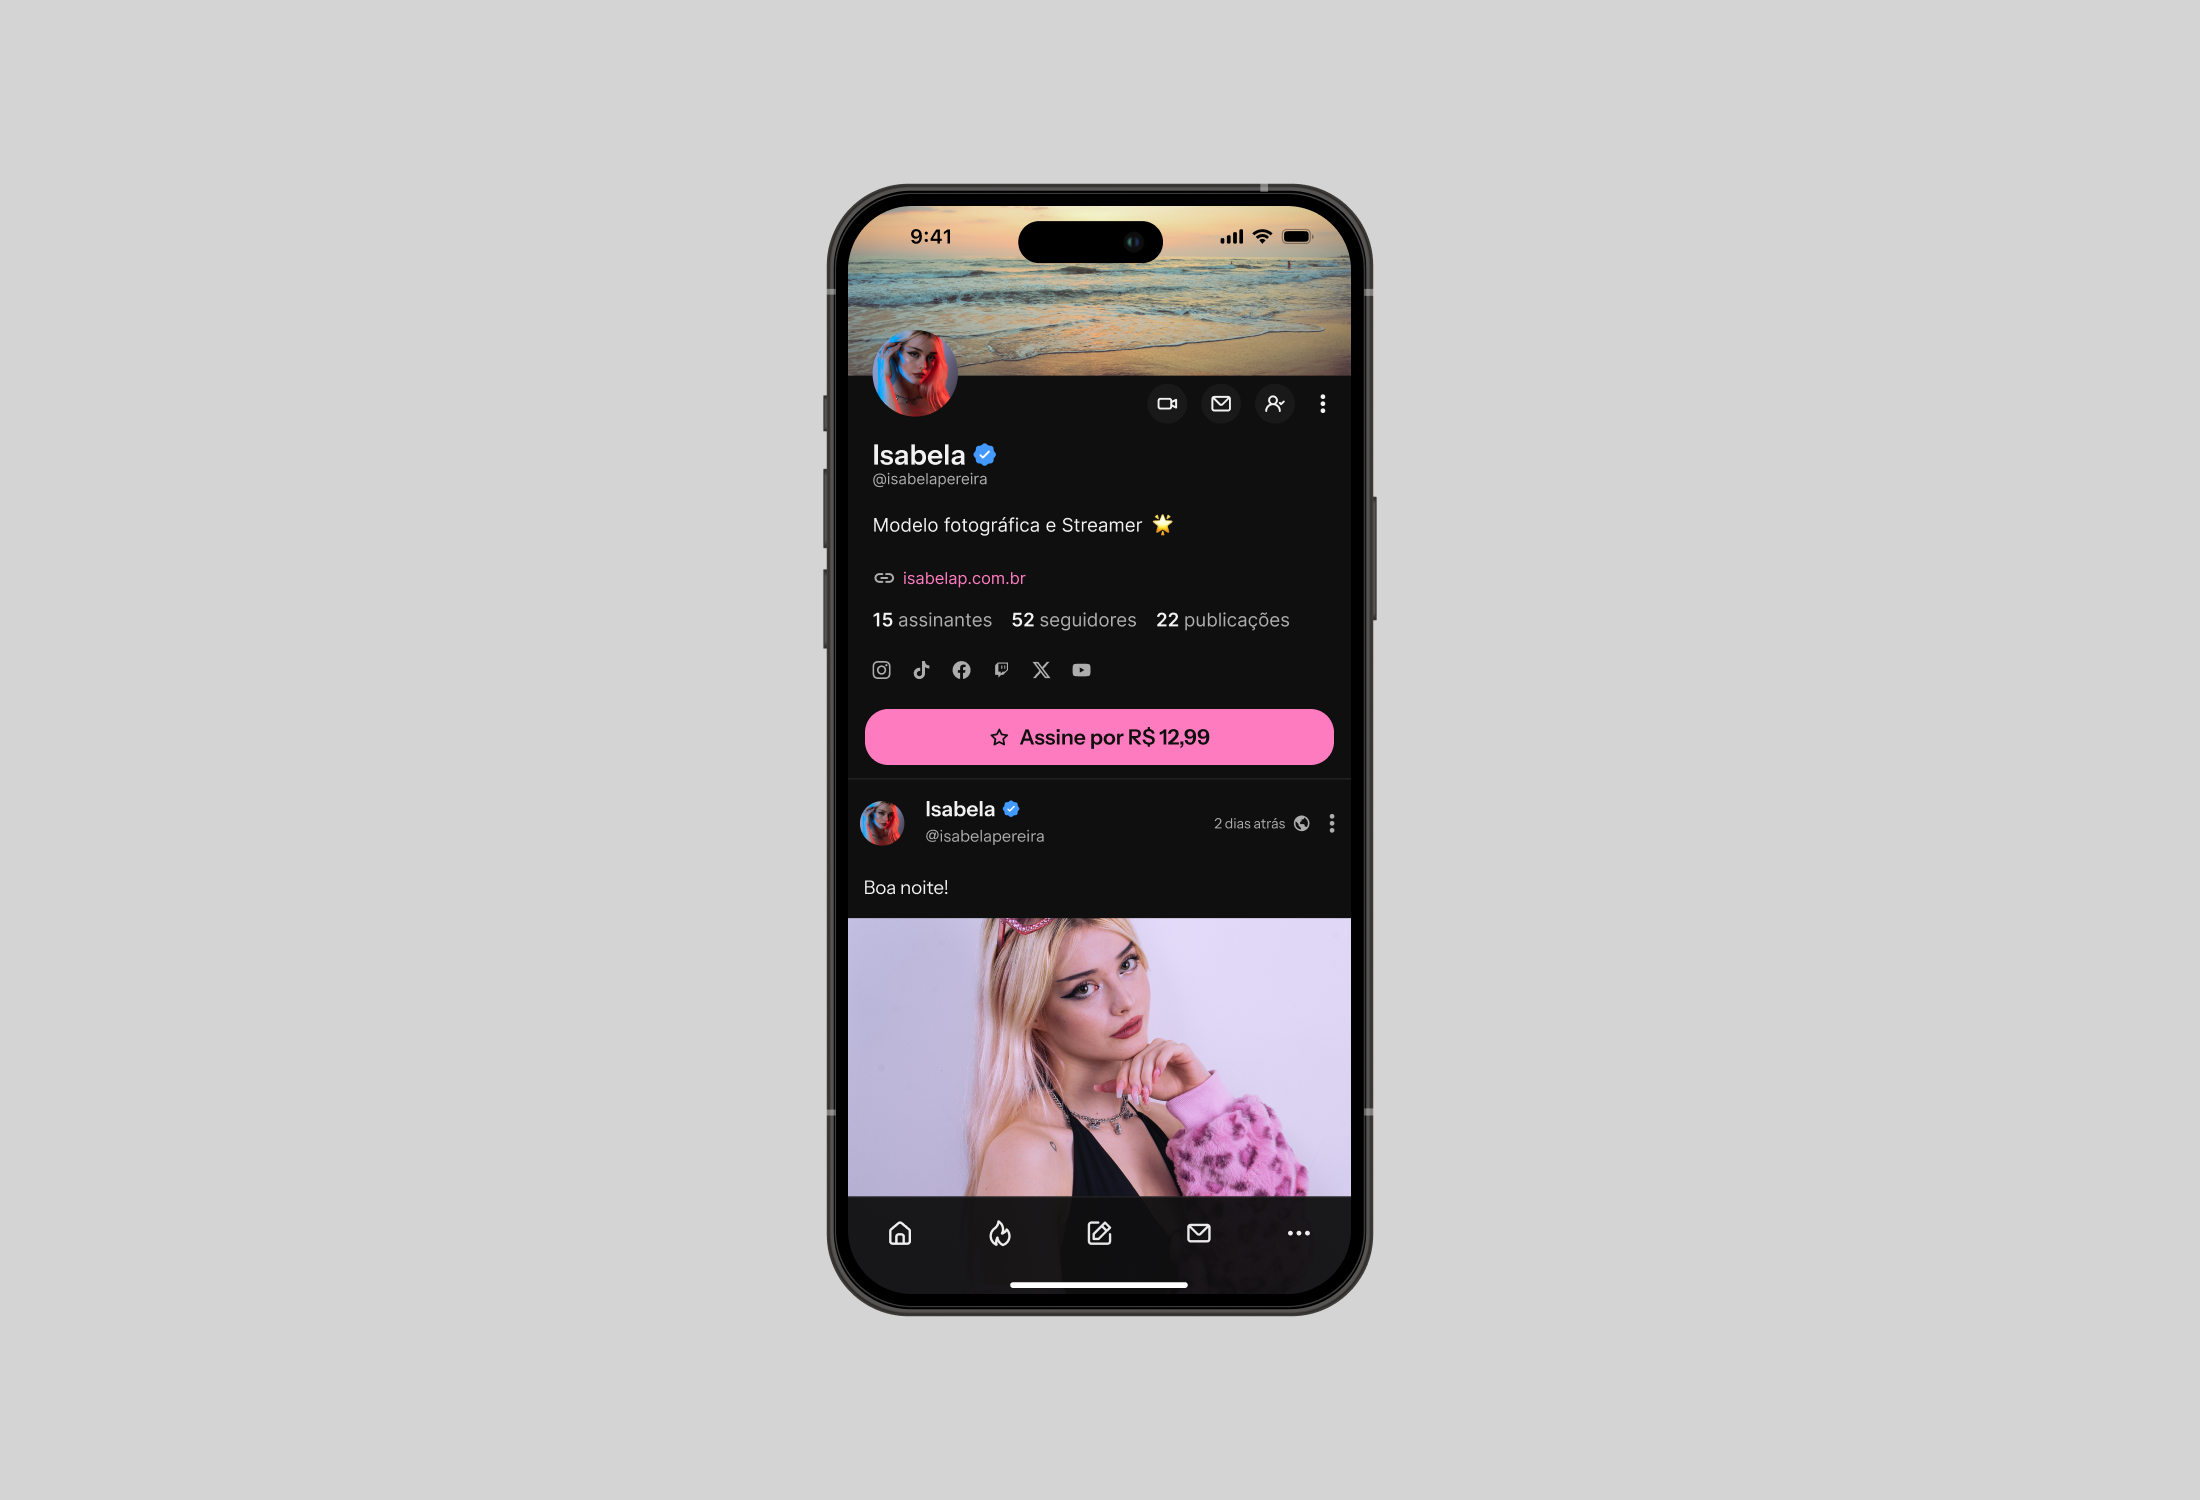 9:41
Isabela
@isabelapereira
Modelo fotográfica e Streamer 🌟
isabelap.com.br
15 assinantes 52 seguidores 22 publicações
Assine por R$ 12,99
Isabela
@isabelapereira
2 dias atrás
Boa noite!